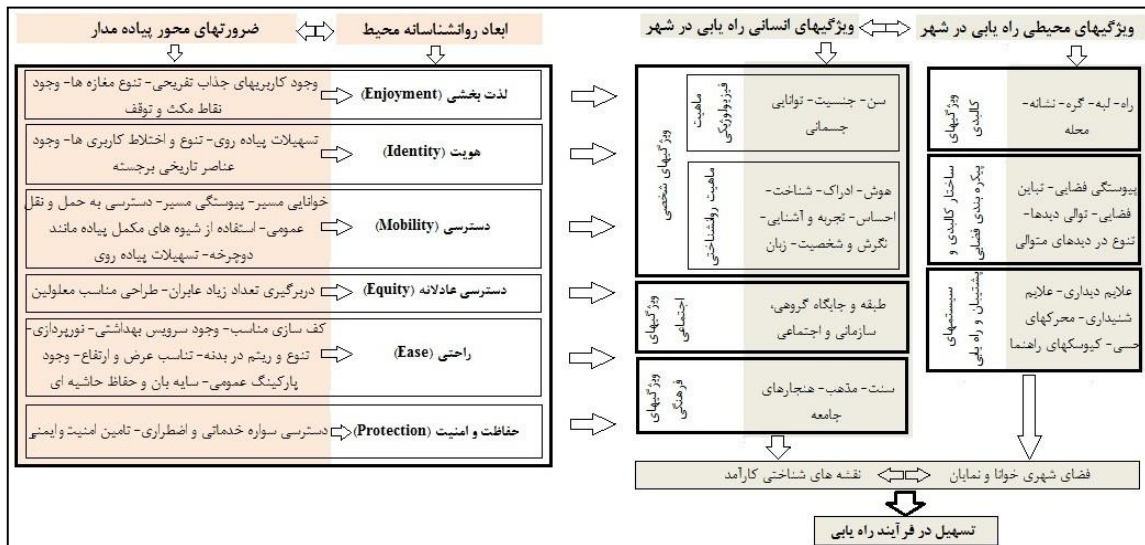 ویژگیهای محیطی راه یابی در شهر
ویژگیهای انسانی راه یابی در شهر
ابعاد روانشناسانه محیط
ضرورتهای محور پیاده مدار
ویژگیهای
کالبدی
راه- لبه- گره- نشانه-
محله
ساختار کالبدی و
پیکره بندی فضایی
پیوستگی فضایی- تباین
فضایی- توالی دیدها-
تنوع در دیدهای متوالی
سیستمهای
پشتیبان و راه یابی
علایم دیداری- علایم
شنیداری- محرکهای
حسی- کیوسکهای راهنما
ویژگیهای شخصی
ماهیت
فیزیولوژیکی
سن- جنسیت- توانایی
جسمانی
ماهیت روانشناختی
هوش- ادراک- شناخت-
احساس- تجربه و آشنایی-
نگرش و شخصیت- زبان
ویژگیهای
اجتماعی
طبقه و جایگاه گروهی،
سازمانی و اجتماعی
ویژگیهای
فرهنگی
سنت- مذهب- هنجارهای
جامعه
لذت بخشی (Enjoyment)
وجود کاربریهای جذاب تفریحی- تنوع مغازه ها- وجود
نقاط مکث و توقف
هویت (Identity)
تسهیلات پیاده روی- تنوع و اختلاط کاربری ها- وجود
عناصر تاریخی برجسته
دسترسی (Mobility)
خوانایی مسیر- پیوستگی مسیر- دسترسی به حمل و نقل
عمومی- استفاده از شیوه های مکمل پیاده مانند
دوچرخه- تسهیلات پیاده روی
دسترسی عادلانه (Equity)
دربرگیری تعداد زیاد عابران- طراحی مناسب معلولین
راحتی (Ease)
کف سازی مناسب- وجود سرویس بهداشتی- نورپردازی-
تنوع و ریتم در بدنه- تناسب عرض و ارتفاع- وجود
پارکینگ عمومی- سایه بان و حفاظ حاشیه ای
حفاظت و امنیت (Protection)
دسترسی سواره خدماتی و اضطراری- تامین امنیت و ایمنی
فضای شهری خوانا و نمایان
نقشه های شناختی کارآمد
تسهیل در فرآیند راه یابی